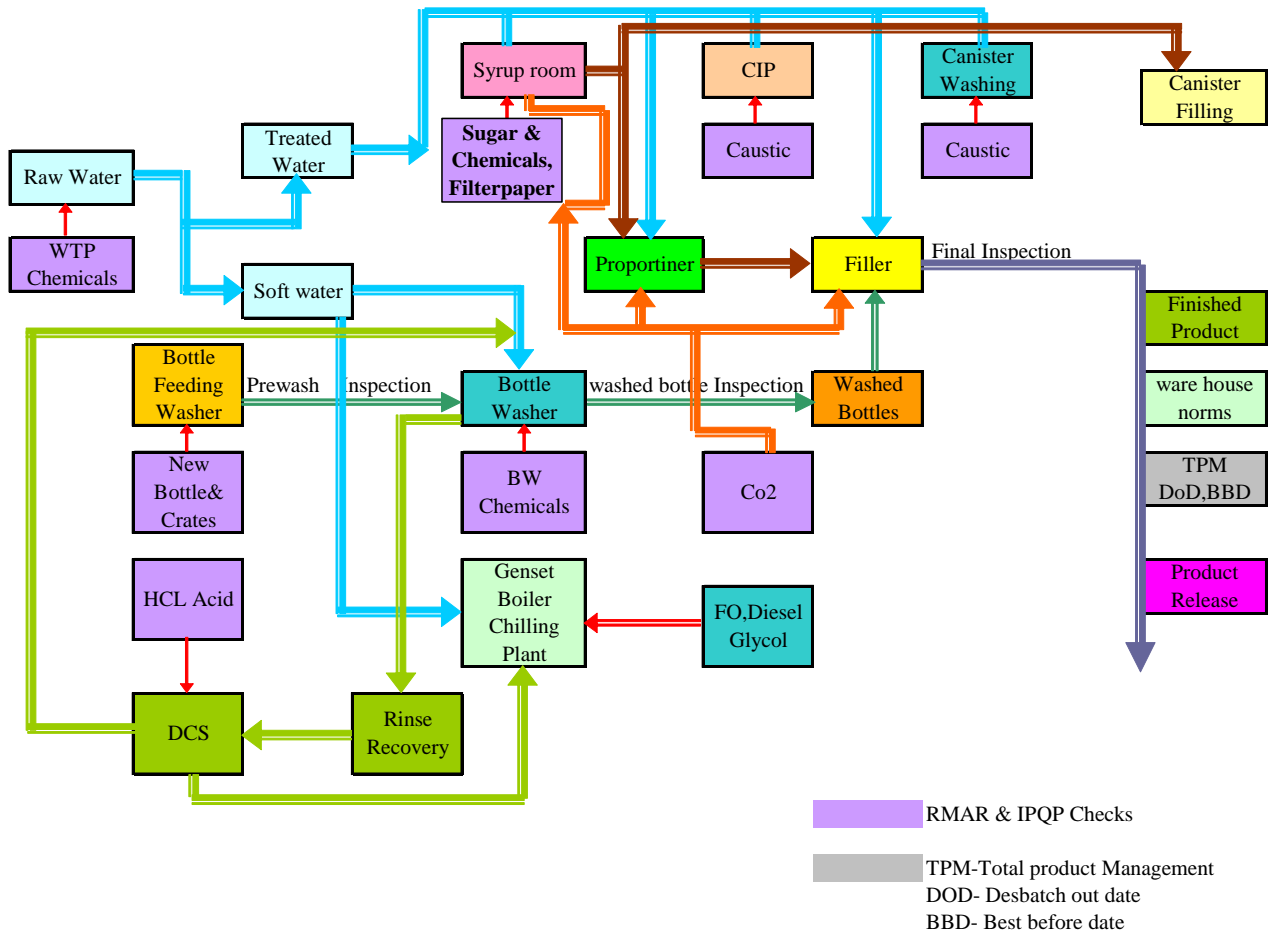 Syrup room
CIP
Canister
Washing
Canister
Filling
Treated
Water
Sugar &
Chemicals,
Filterpaper
Caustic
Caustic
Raw Water
WTP
Chemicals
Proportiner
Filler
Final Inspection
Soft water
Finished
Product
Bottle
Feeding
Washer
Prewash Inspection
Bottle
Washer
washed bottle Inspection
Washed
Bottles
ware house
norms
New
Bottle&
Crates
BW
Chemicals
Co2
TPM
DoD,BBD
HCL Acid
Genset
Boiler
Chilling
Plant
FO,Diesel
Glycol
Product
Release
DCS
Rinse
Recovery
RMAR & IPQP Checks
TPM-Total product Management
DOD- Desbatch out date
BBD- Best before date